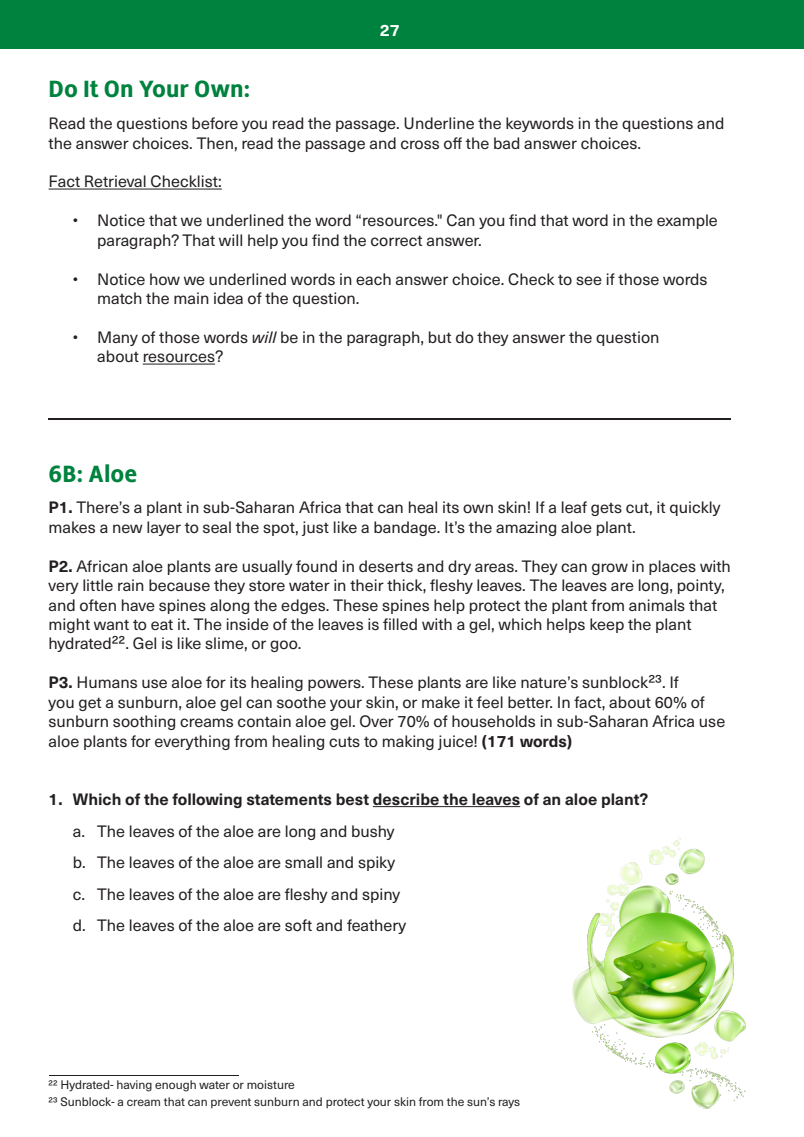 27
Do It On Your Own:
Read the questions before you read the passage. Underline the keywords in the questions and
the answer choices. Then, read the passage and cross off the bad answer choices.
Fact Retrieval Checklist:
• Notice that we underlined the word “resources." Can you find that word in the example
paragraph? That will help you find the correct answer.
• Notice how we underlined words in each answer choice. Check to see if those words
match the main idea of the question.
• Many of those words will be in the paragraph, but do they answer the question
about resources?
6B: Aloe
P1. There’s a plant in sub-Saharan Africa that can heal its own skin! If a leaf gets cut, it quickly
makes a new layer to seal the spot, just like a bandage. It’s the amazing aloe plant.
P2. African aloe plants are usually found in deserts and dry areas. They can grow in places with
very little rain because they store water in their thick, fleshy leaves. The leaves are long, pointy,
and often have spines along the edges. These spines help protect the plant from animals that
might want to eat it. The inside of the leaves is filled with a gel, which helps keep the plant
hydrated²². Gel is like slime, or goo.
P3. Humans use aloe for its healing powers. These plants are like nature’s sunblock²³. If
you get a sunburn, aloe gel can soothe your skin, or make it feel better. In fact, about 60% of
sunburn soothing creams contain aloe gel. Over 70% of households in sub-Saharan Africa use
aloe plants for everything from healing cuts to making juice! (171 words)
1. Which of the following statements best describe the leaves of an aloe plant?
a. The leaves of the aloe are long and bushy
b. The leaves of the aloe are small and spiky
c. The leaves of the aloe are fleshy and spiny
d. The leaves of the aloe are soft and feathery
²² Hydrated- having enough water or moisture
²³ Sunblock- a cream that can prevent sunburn and protect your skin from the sun’s rays